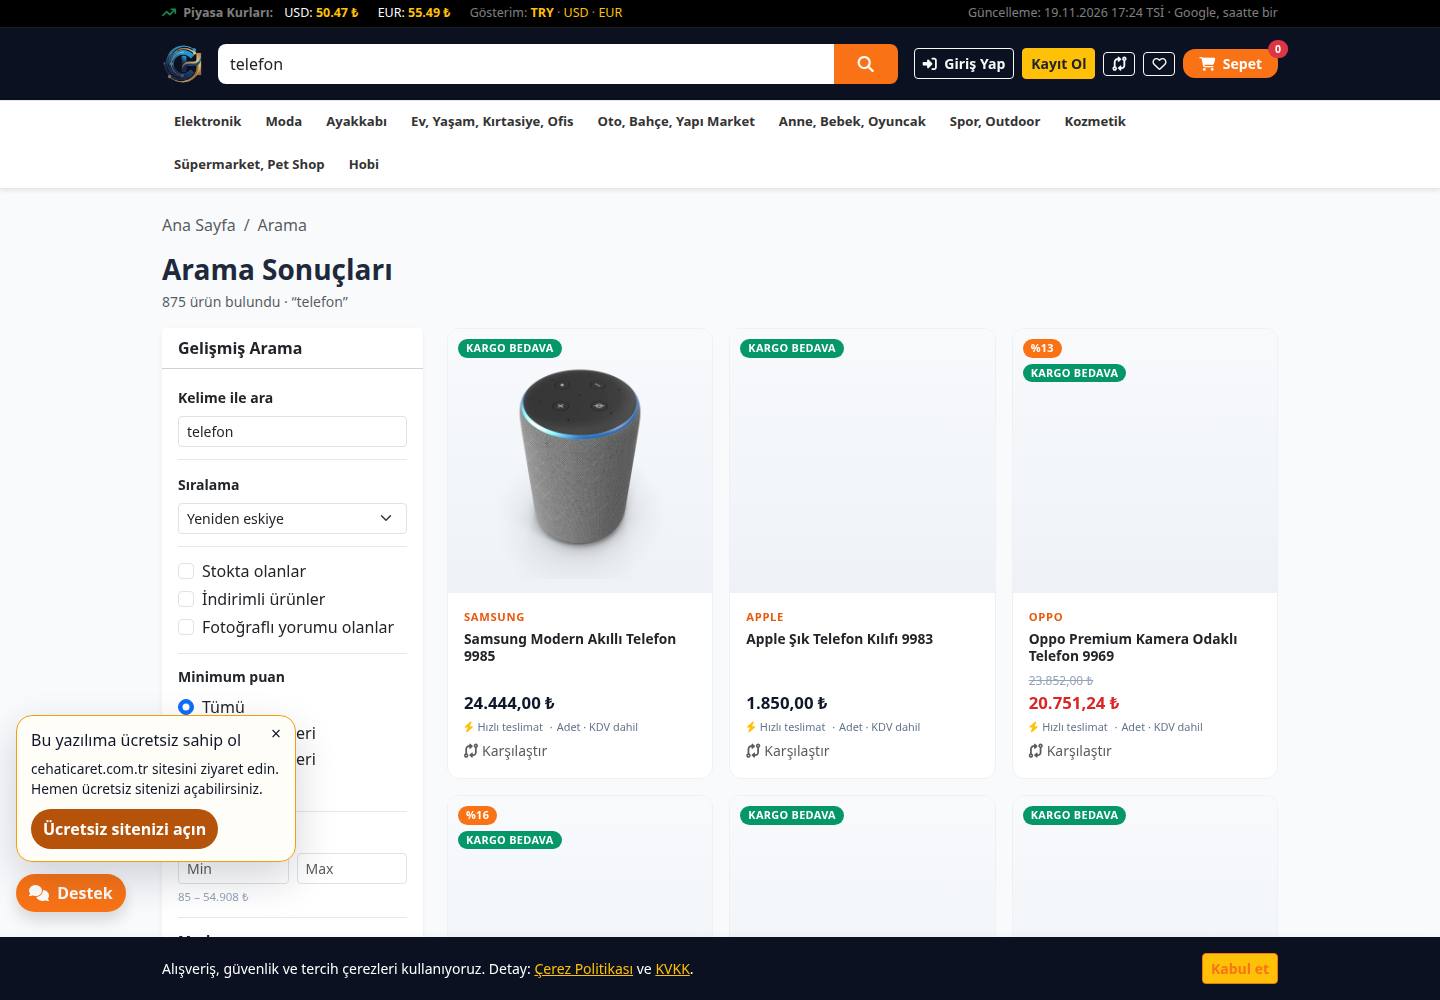 Piyasa Kurları: USD: 50.47 ₺ EUR: 55.49 ₺ Gösterim: TRY · USD · EUR
Güncelleme: 19.11.2026 17:24 TSİ · Google, saatte bir
telefon
Giriş Yap
Kayıt Ol
Sepet
0
Elektronik Moda Ayakkabı Ev, Yaşam, Kırtasiye, Ofis Oto, Bahçe, Yapı Market Anne, Bebek, Oyuncak Spor, Outdoor Kozmetik
Süpermarket, Pet Shop Hobi
Ana Sayfa / Arama
Arama Sonuçları
875 ürün bulundu · “telefon”
Gelişmiş Arama
Kelime ile ara
telefon
Sıralama
Yeniden eskiye
Stokta olanlar
İndirimli ürünler
Fotoğraflı yorumu olanlar
Minimum puan
Tümü
eri
eri
Min
Max
85 – 54.908 ₺
KARGO BEDAVA
SAMSUNG
Samsung Modern Akıllı Telefon
9985
24.444,00 ₺
Hızlı teslimat · Adet · KDV dahil
Karşılaştır
KARGO BEDAVA
APPLE
Apple Şık Telefon Kılıfı 9983
1.850,00 ₺
Hızlı teslimat · Adet · KDV dahil
Karşılaştır
%13
KARGO BEDAVA
OPPO
Oppo Premium Kamera Odaklı
Telefon 9969
23.852,00 ₺
20.751,24 ₺
Hızlı teslimat · Adet · KDV dahil
Karşılaştır
%16
KARGO BEDAVA
KARGO BEDAVA
KARGO BEDAVA
Bu yazılıma ücretsiz sahip ol
×
cehaticaret.com.tr sitesini ziyaret edin.
Hemen ücretsiz sitenizi açabilirsiniz.
Ücretsiz sitenizi açın
Destek
Alışveriş, güvenlik ve tercih çerezleri kullanıyoruz. Detay: Çerez Politikası ve KVKK.
Kabul et